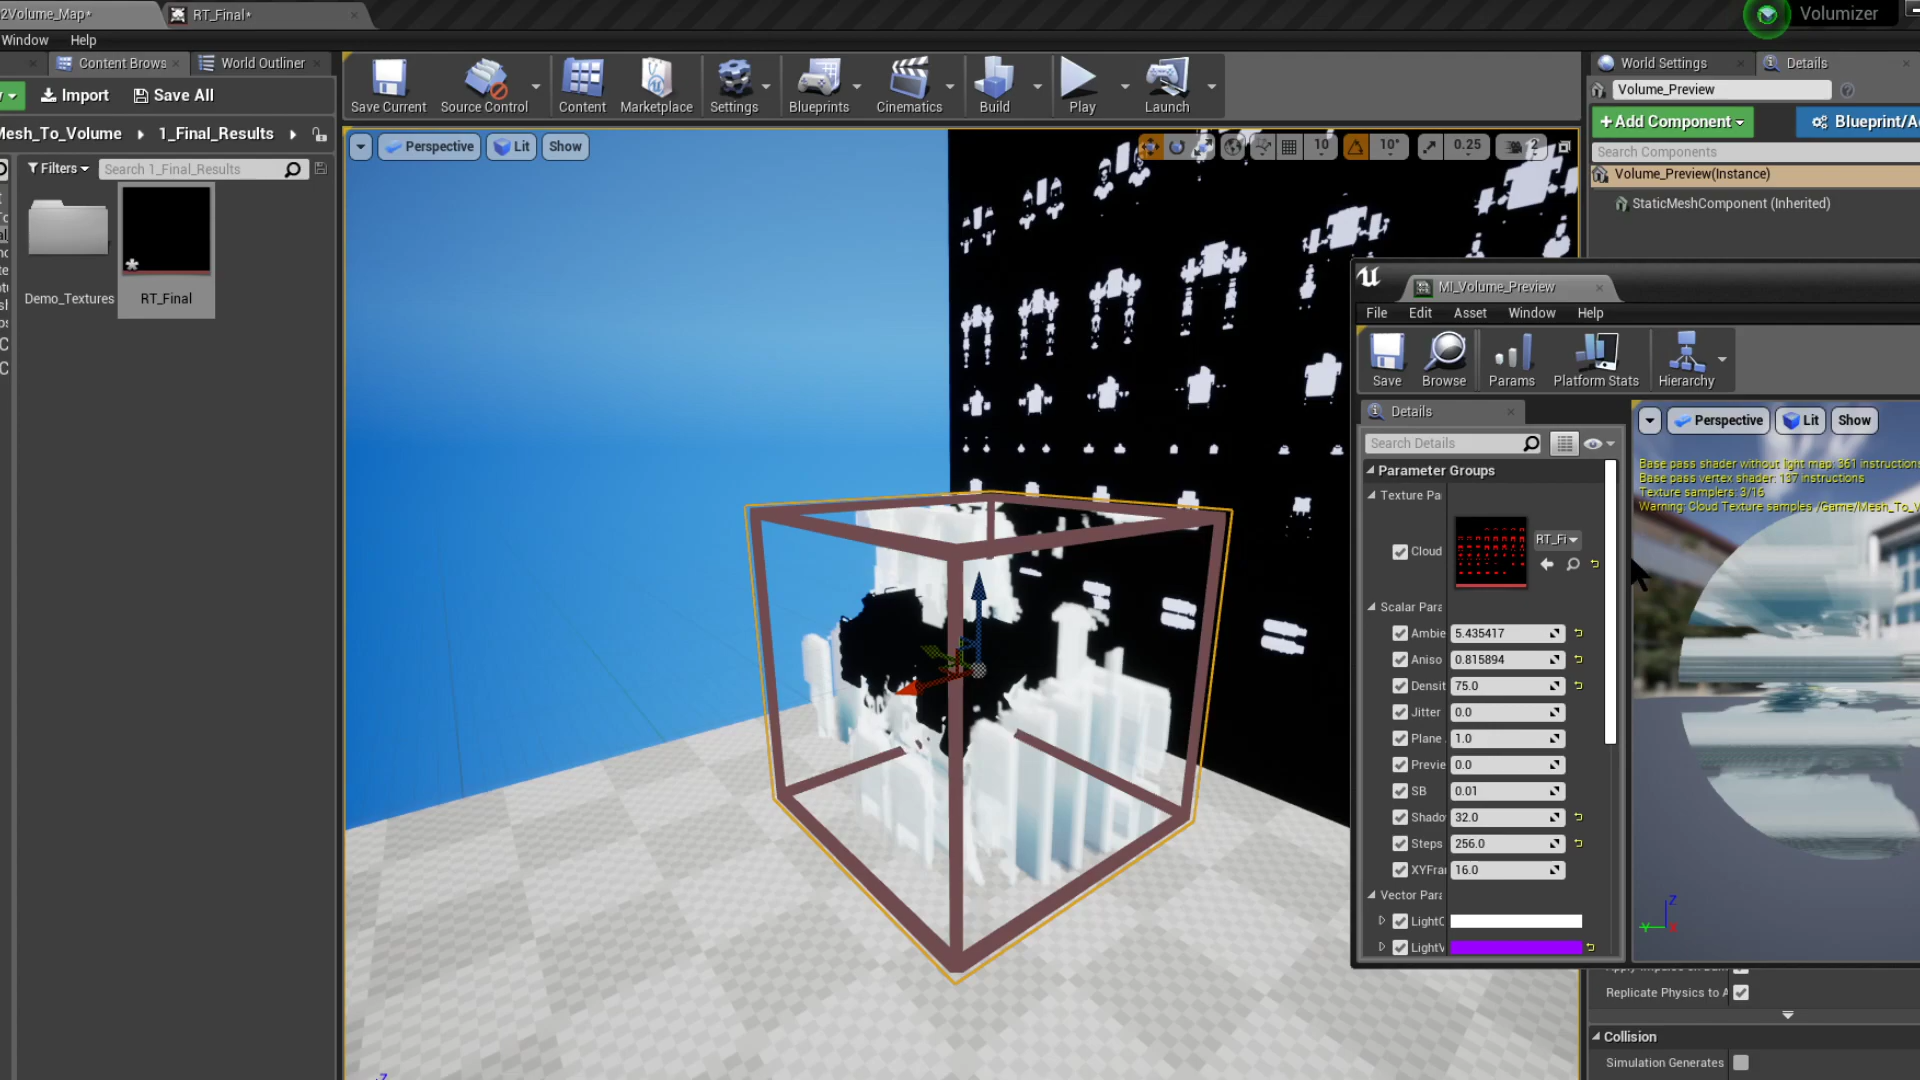 2Volume_Map*
RT_Final*
Volumizer
Window
Help
Content Brows
World Outliner
Import
Save All
Mesh_To_Volume
1_Final_Results
Filters
Search 1_Final_Results
Demo_Textures
RT_Final
Save Current
Source Control
Content
Marketplace
Settings
Blueprints
Cinematics
Build
Play
Launch
Perspective
Lit
Show
10
10°
0.25
2
World Settings
Details
Volume_Preview
+Add Component
Blueprint/A
Search Components
Volume_Preview(Instance)
StaticMeshComponent (Inherited)
MI_Volume_Preview
File
Edit
Asset
Window
Help
Save
Browse
Params
Platform Stats
Hierarchy
Details
Search Details
Parameter Groups
Texture Pa
Cloud
RT_Fi
Scalar Para
Ambie
5.435417
Aniso
0.815894
Densit
75.0
Jitter
0.0
Plane
1.0
Previe
0.0
SB
0.01
Shado
32.0
Steps
256.0
XYFra
16.0
Vector Para
LightC
LightV
Perspective
Lit
Show
Base pass shader without light map: 361 instructions
Base pass vertex shader: 137 instructions
Texture samplers: 3/16
Warning: Cloud Texture samples /Game/Mesh_To_V
Z
Y
Replicate Physics to A
Collision
Simulation Generates
Z